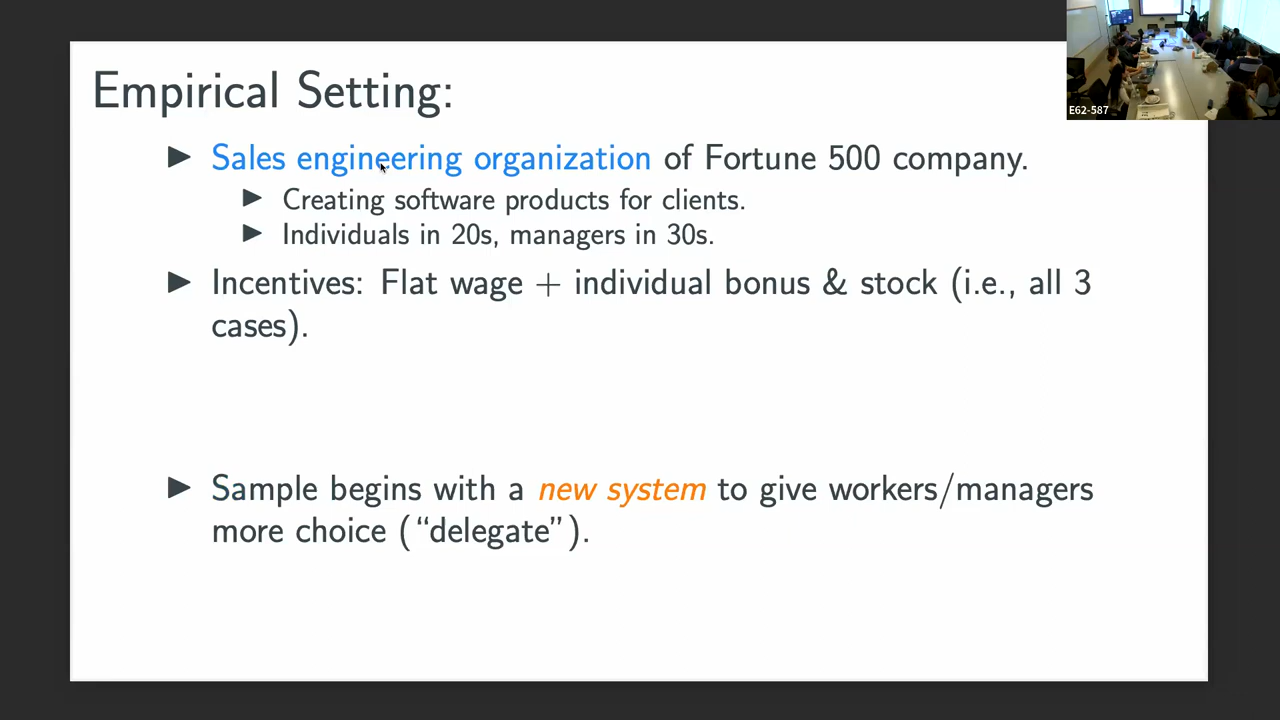 Empirical Setting:
E62-587
▶ Sales engineering organization of Fortune 500 company.
▶ Creating software products for clients.
▶ Individuals in 20s, managers in 30s.
▶ Incentives: Flat wage + individual bonus & stock (i.e., all 3
cases).
▶ Sample begins with a new system to give workers/managers
more choice (“delegate”).